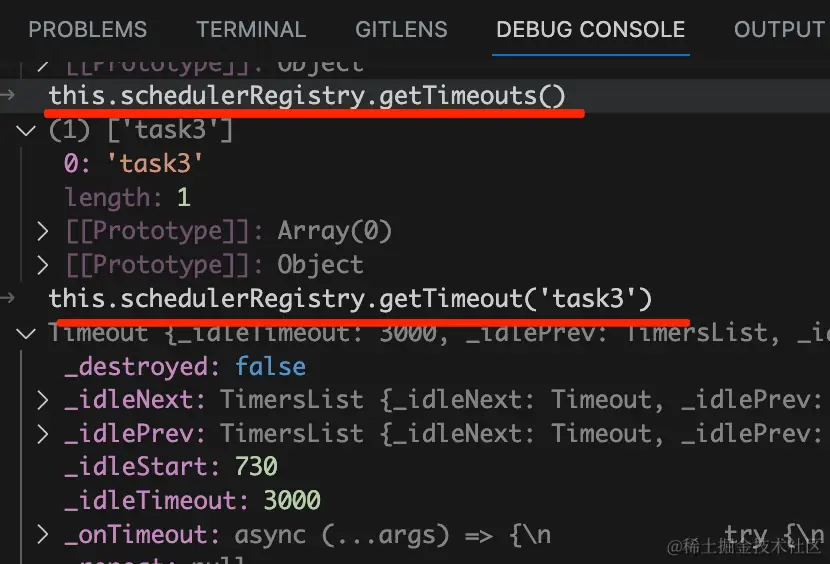 PROBLEMS TERMINAL GITLENS DEBUG CONSOLE OUTPUT
[[Prototype]]: Object
this.schedulerRegistry.getTimeouts()
(1) ['task3']
0: 'task3'
length: 1
[[Prototype]]: Array(0)
[[Prototype]]: Object
this.schedulerRegistry.getTimeout('task3')
Timeout {_idleTimeout: 3000, _idlePrev: TimersList, _id
_destroyed: false
_idleNext: TimersList {_idleNext: Timeout, _idlePrev:
_idlePrev: TimersList {_idleNext: Timeout, _idlePrev:
_idleStart: 730
_idleTimeout: 3000
_onTimeout: async (...args) => {\n try {\n
_repeat: null
@稀土掘金技术社区